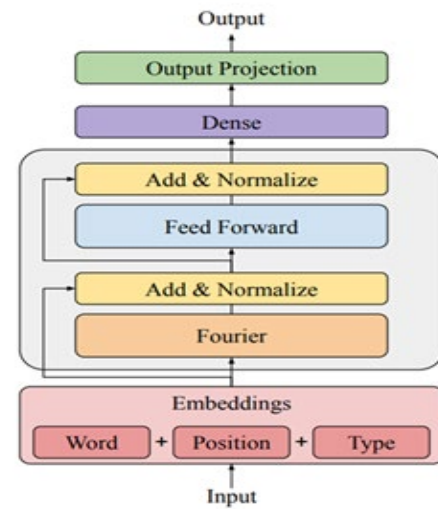 Output
Output Projection
Dense
Add & Normalize
Feed Forward
Add & Normalize
Fourier
Embeddings
Word + Position + Type
Input